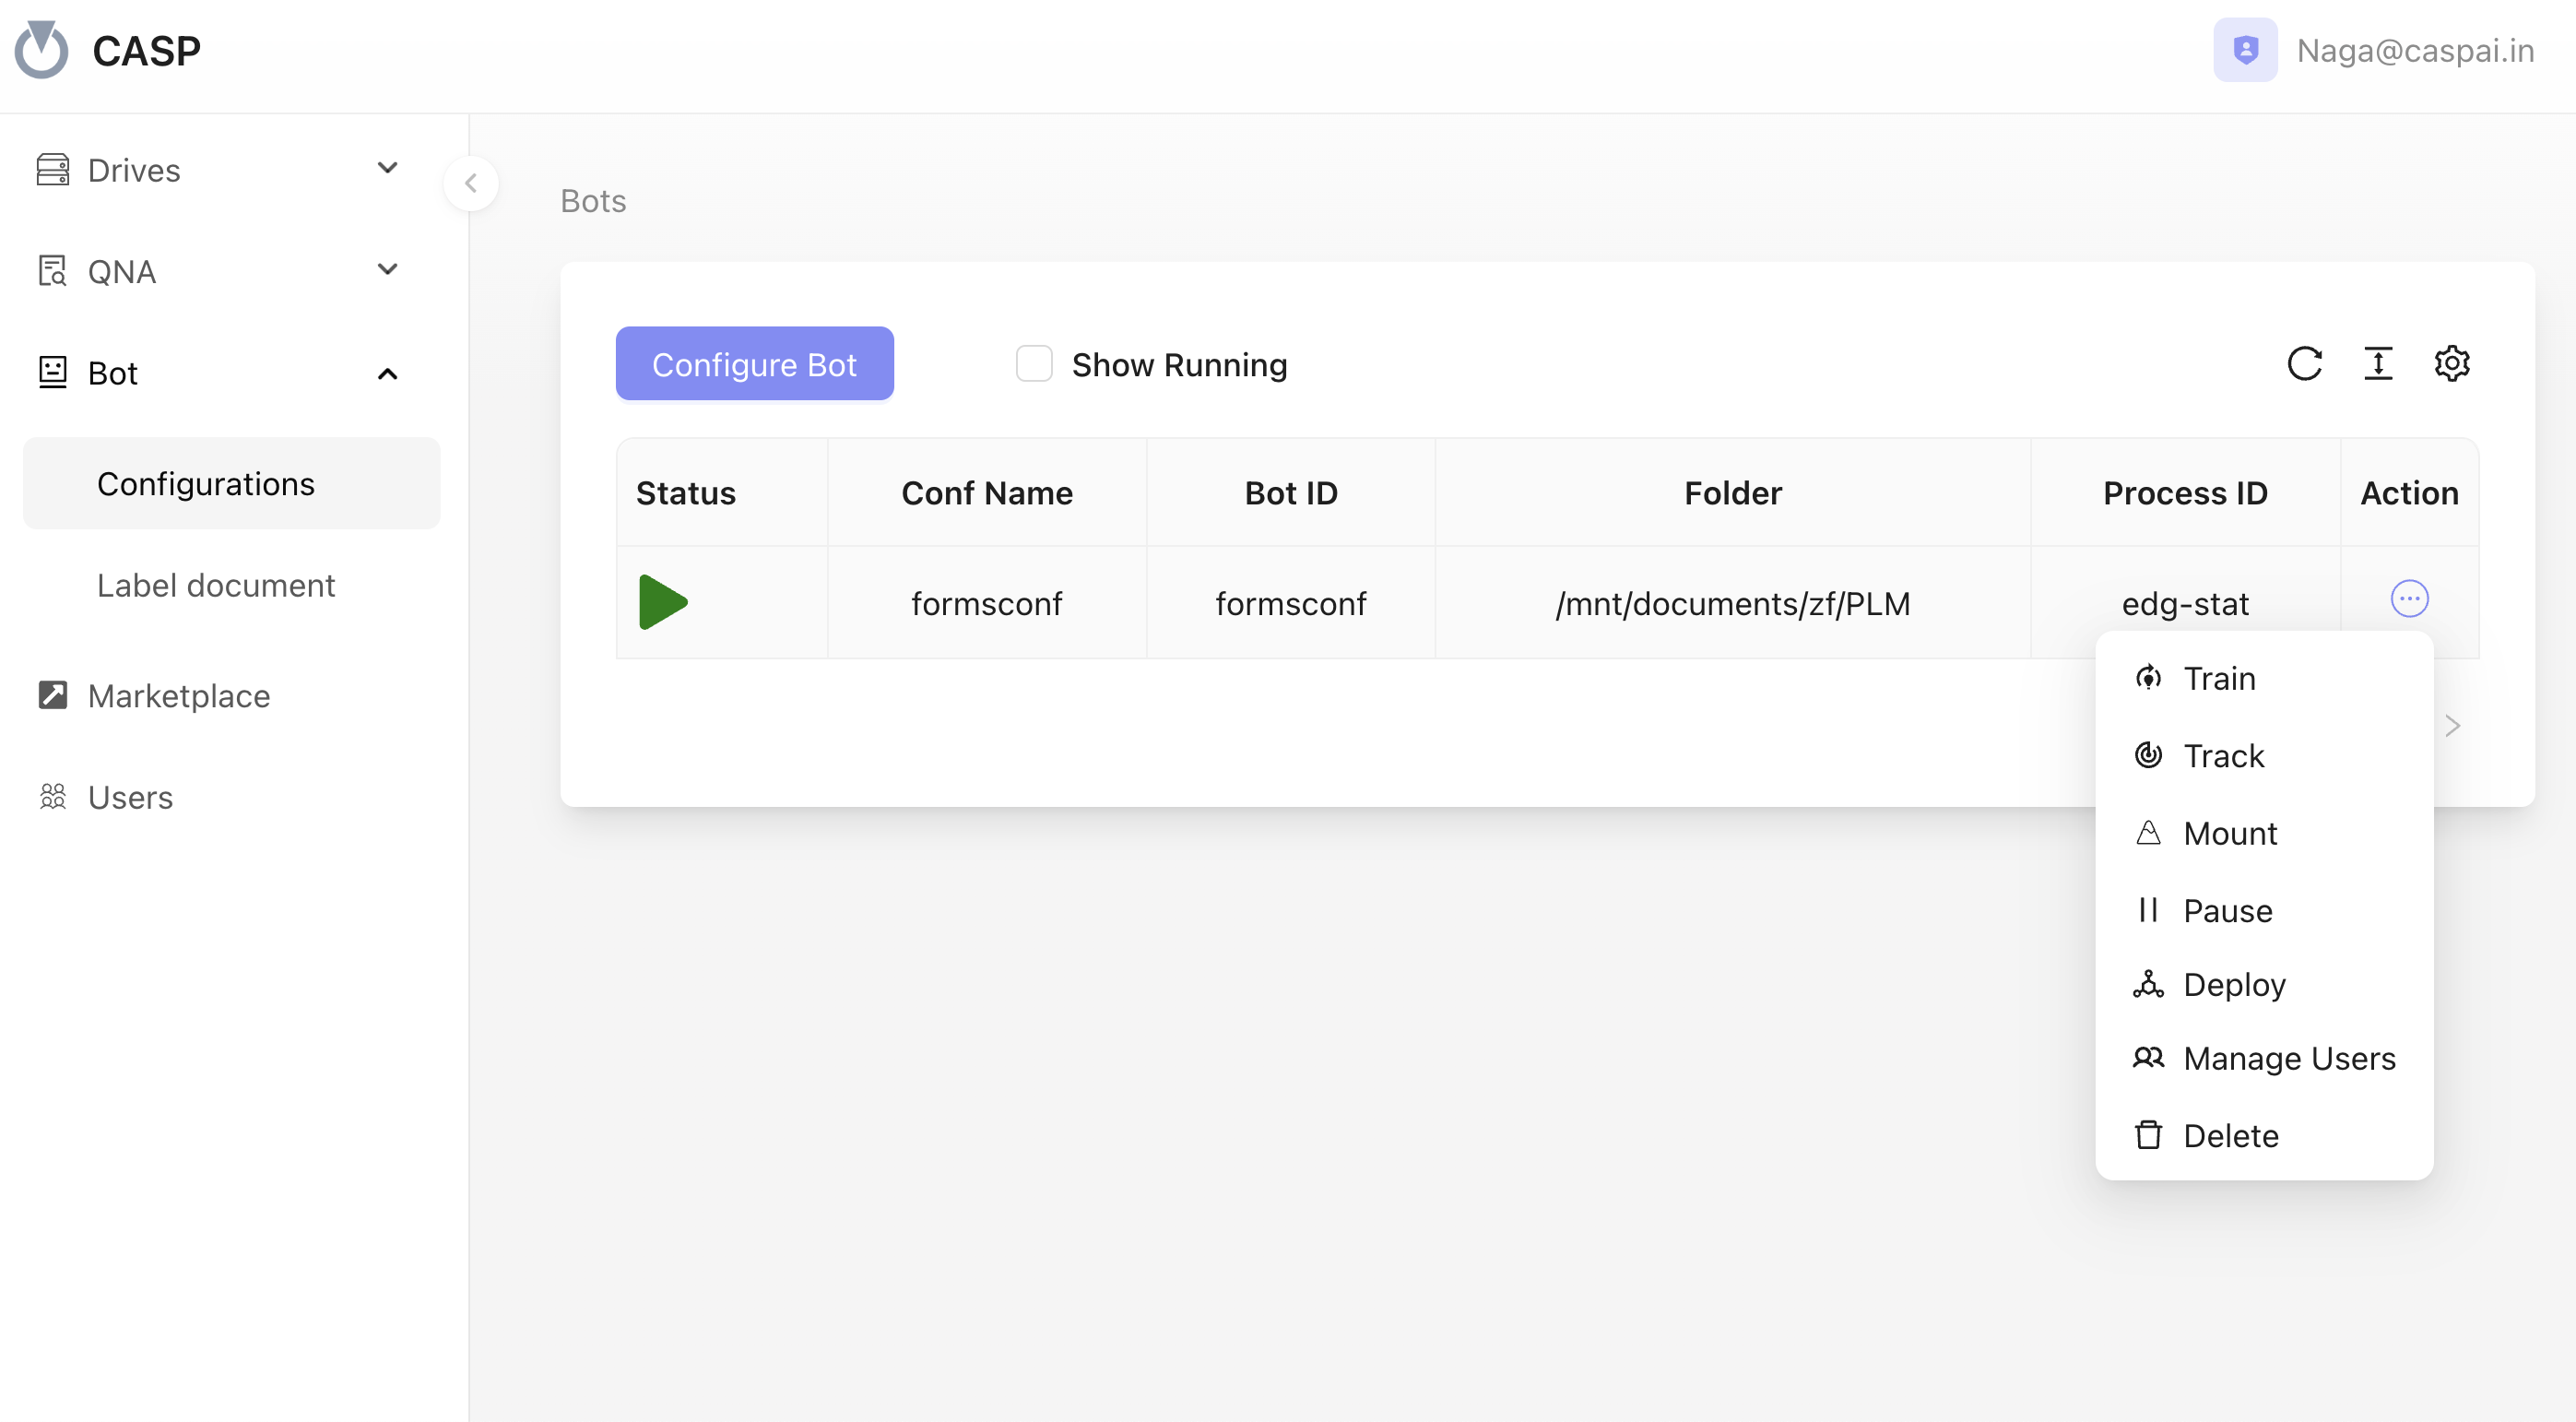 CASP
Naga@caspai.in
Drives
QNA
Bot
Configurations
Label document
Marketplace
Users
Bots
Configure Bot
Show Running
Status Conf Name Bot ID Folder Process ID Action
formsconf formsconf /mnt/documents/zf/PLM edg-stat
Train
Track
Mount
Pause
Deploy
Manage Users
Delete